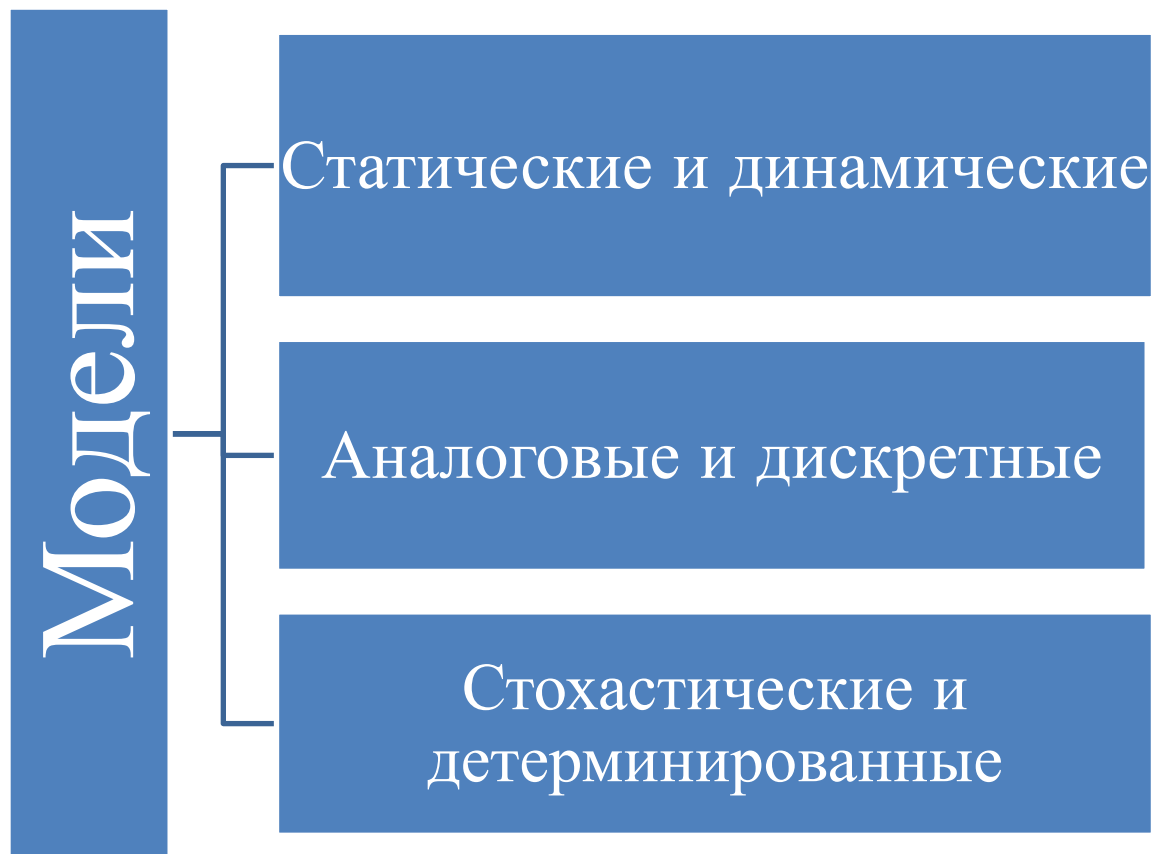 Модели
Статические и динамические
Аналоговые и дискретные
Стохастические и
детерминированные